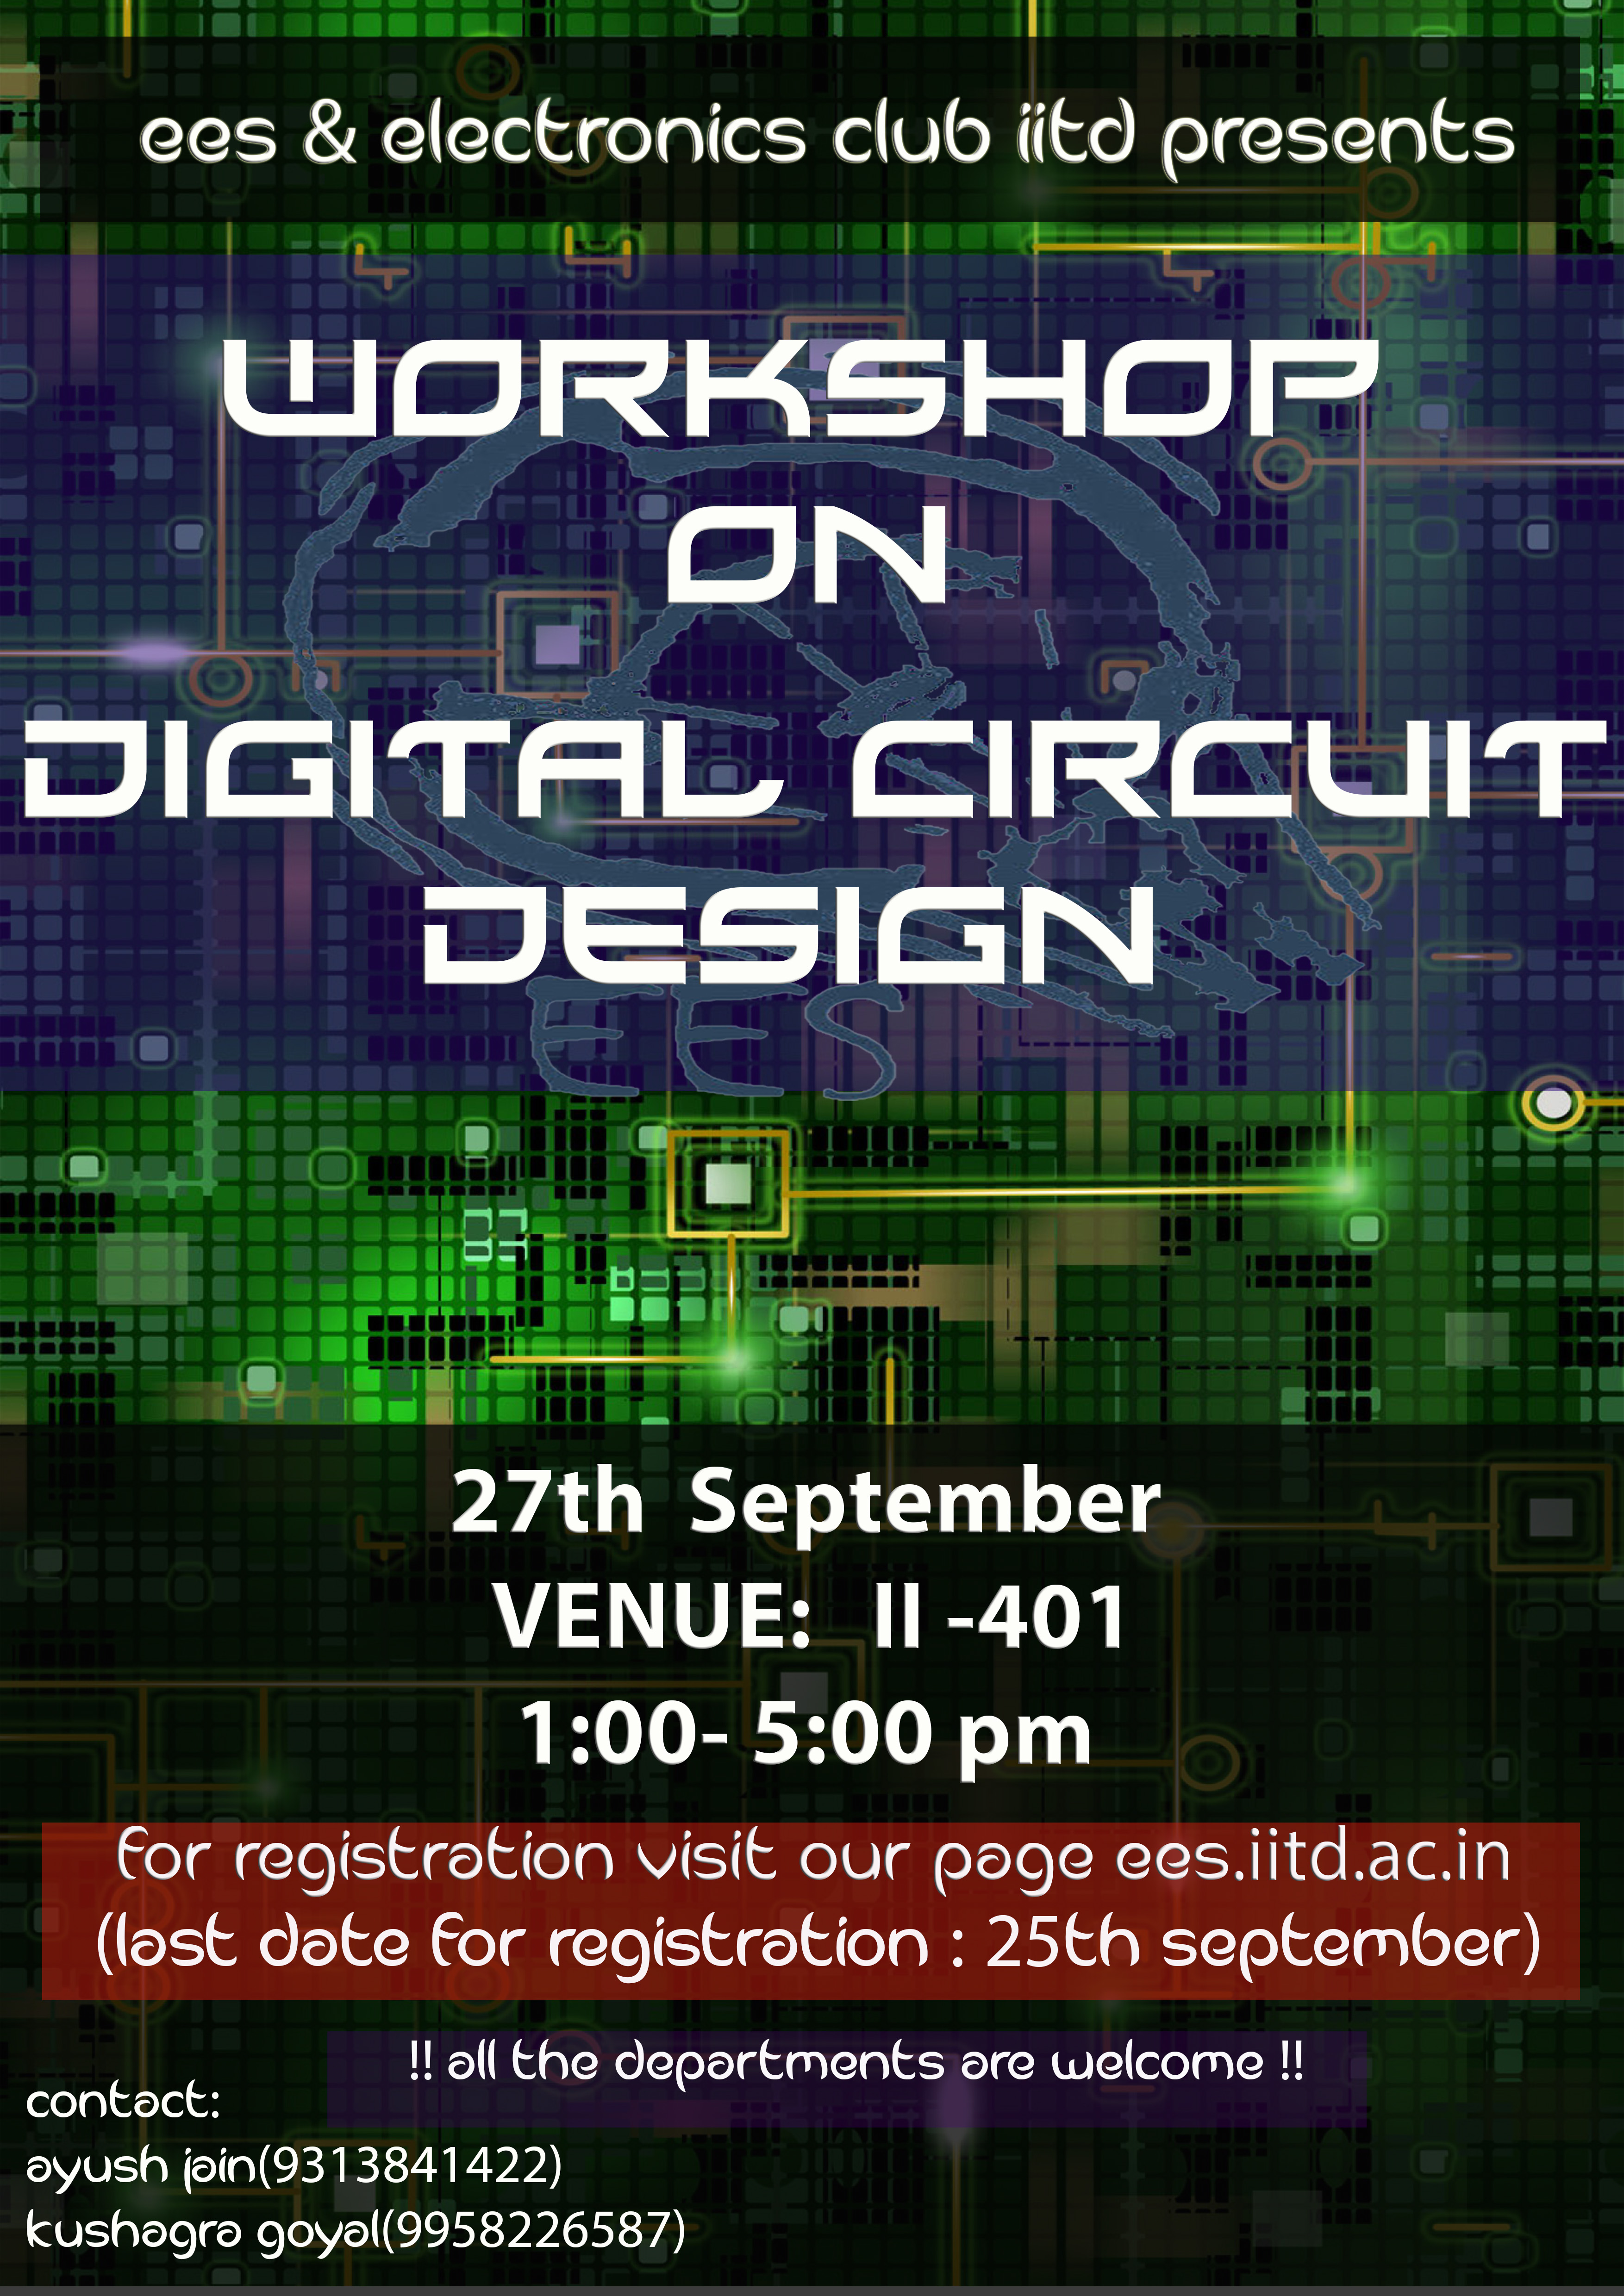 ees & electronics club iitd presents
WORKSHOP
ON
DIGITAL CIRCUIT
DESIGN
EES
27th September
VENUE: II -401
1:00- 5:00 pm
for registration visit our page ees.iitd.ac.in
(last date for registration : 25th september)
!! all the departments are welcome !!
contact:
ayush jain(9313841422)
kushagra goyal(9958226587)